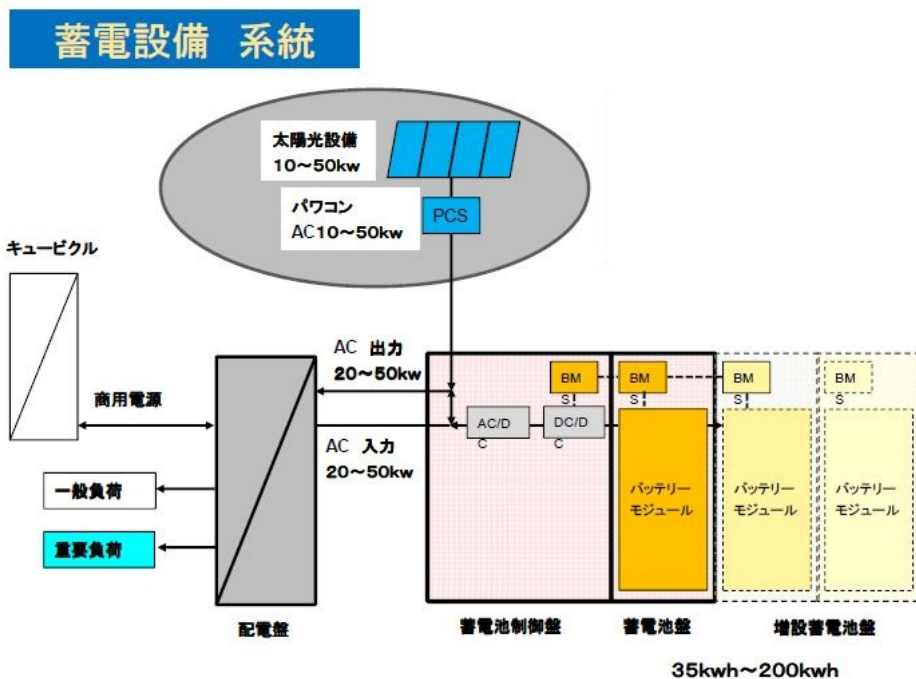 蓄電設備 系統
太陽光設備
10～50kw
パワコン
AC10～50kw
PCS
キュービクル
商用電源
AC 出力
20～50kw
AC 入力
20～50kw
一般負荷
重要負荷
配電盤
BM
S
BM
S
BM
S
BM
S
AC/D
C
DC/D
C
バッテリー
モジュール
バッテリー
モジュール
バッテリー
モジュール
蓄電池制御盤
蓄電池盤
増設蓄電池盤
35kwh～200kwh